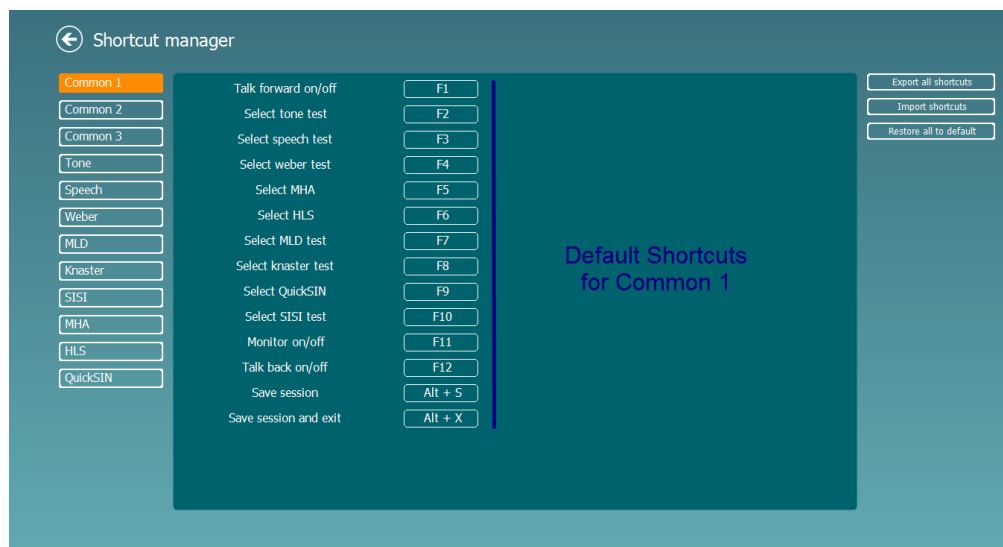 Shortcut manager
Common 1
Common 2
Common 3
Tone
Speech
Weber
MLD
Knaster
SISI
MHA
HLS
QuickSIN
Talk forward on/off F1
Select tone test F2
Select speech test F3
Select weber test F4
Select MHA F5
Select HLS F6
Select MLD test F7
Select knaster test F8
Select QuickSIN F9
Select SISI test F10
Monitor on/off F11
Talk back on/off F12
Save session Alt + S
Save session and exit Alt + X
Default Shortcuts
for Common 1
Export all shortcuts
Import shortcuts
Restore all to default